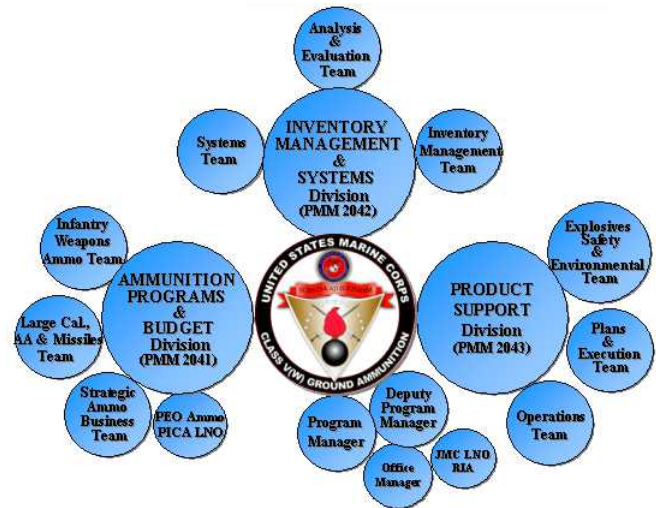 Analysis
&
Evaluation
Team
Systems
Team
INVENTORY
MANAGEMENT
&
SYSTEMS
Division
(PMM 2042)
Inventory
Management
Team
Infantry
Weapons
Ammo Team
AMMUNITION
PROGRAMS
&
BUDGET
Division
(PMM 2041)
Large Cal.,
AA & Missiles
Team
Strategic
Ammo
Business
Team
PEO Ammo
PICA LNO
UNITED STATES MARINE CORPS
CLASS V(W) GROUND AMMUNITION
PRODUCT
SUPPORT
Division
(PMM 2043)
Explosives
Safety
&
Environmental
Team
Plans
& Execution
Team
Operations
Team
Program
Manager
Deputy
Program
Manager
Office
Manager
JMC LNO
RIA